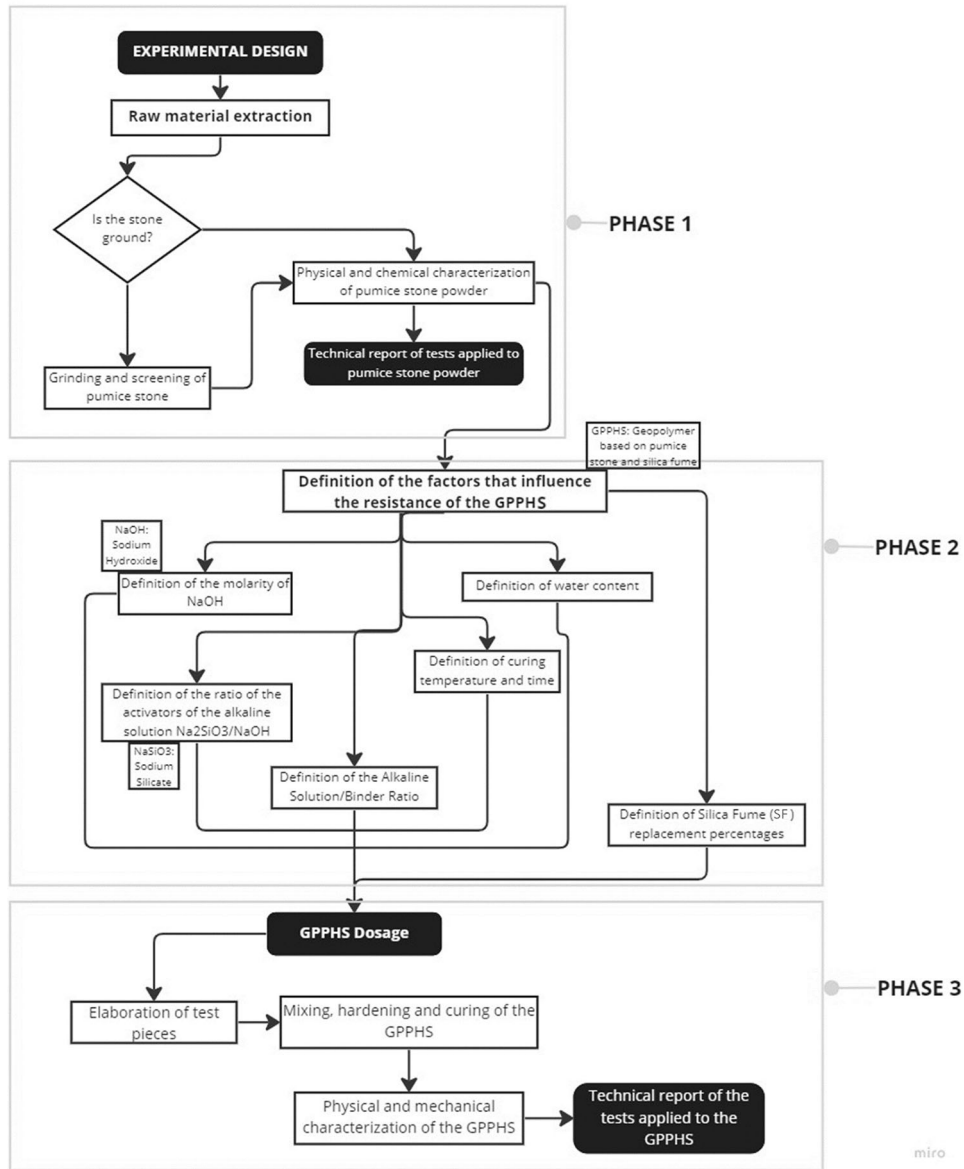 EXPERIMENTAL DESIGN
Raw material extraction
Is the stone
ground?
PHASE 1
Physical and chemical characterization
of pumice stone powder
Technical report of tests applied to
pumice stone powder
Grinding and screening of
pumice stone
GPPHS: Geopolymer
based on pumice
stone and silica fume
Definition of the factors that influence
the resistance of the GPPHS
NaOH:
Sodium
Hydroxide
PHASE 2
Definition of the molarity of
NaOH
Definition of water content
Definition of curing
temperature and time
Definition of the ratio of the
activators of the alkaline
solution Na2SiO3/NaOH
NaSiO3:
Sodium
Silicate
Definition of the Alkaline
Solution/Binder Ratio
Definition of Silica Fume (SF)
replacement percentages
GPPHS Dosage
PHASE 3
Elaboration of test
pieces
Mixing, hardening and curing of the
GPPHS
Physical and mechanical
characterization of the GPPHS
Technical report of the
tests applied to the
GPPHS
miro